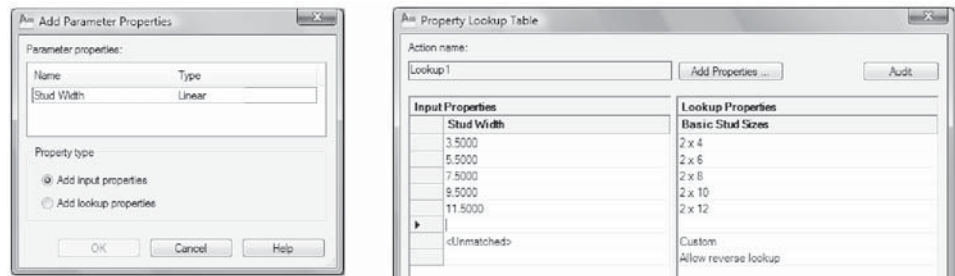 Add Parameter Properties
Parameter properties:
Name Type
Stud Width Linear
Property type
Add input properties
Add lookup properties
OK Cancel Help
Property Lookup Table
Action name:
Lookup1 Add Properties ... Audit
Input Properties Lookup Properties
Stud Width Basic Stud Sizes
3.5000 2 x 4
5.5000 2 x 6
7.5000 2 x 8
9.5000 2 x 10
11.5000 2 x 12
<Unmatched> Custom
Allow reverse lookup